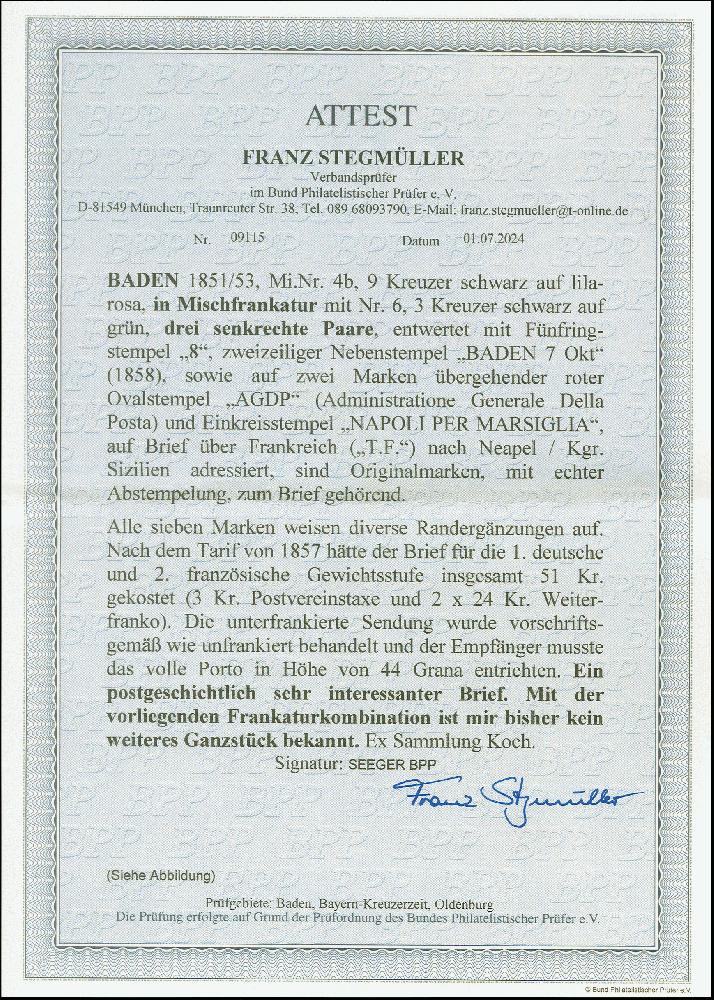 ATTEST
FRANZ STEGMÜLLER
Verbandsprüfer
im Bund Philatelistischer Prüfer e. V.
D-81549 München, Traunreuter Str. 38, Tel. 089 68093790, E-Mail: franz.stegmueller@t-online.de
Nr. 09115 Datum 01.07.2024
BADEN 1851/53, Mi.Nr. 4b, 9 Kreuzer schwarz auf lila-
rosa, in Mischfrankatur mit Nr. 6, 3 Kreuzer schwarz auf
grün, drei senkrechte Paare, entwertet mit Fünfring-
stempel „8“, zweizeiliger Nebenstempel „BADEN 7 Okt“
(1858), sowie auf zwei Marken übergehender roter
Ovalstempel „AGDP“ (Administratione Generale Della
Posta) und Einkreisstempel „NAPOLI PER MARSIGLIA“,
auf Brief über Frankreich („T.F.“) nach Neapel / Kgr.
Sizilien adressiert, sind Originalmarken, mit echter
Abstempelung, zum Brief gehörend.
Alle sieben Marken weisen diverse Randergänzungen auf.
Nach dem Tarif von 1857 hätte der Brief für die 1. deutsche
und 2. französische Gewichtsstufe insgesamt 51 Kr.
gekostet (3 Kr. Postvereinstaxe und 2 x 24 Kr. Weiter-
franko). Die unterfrankierte Sendung wurde vorschrifts-
gemäß wie unfrankiert behandelt und der Empfänger musste
das volle Porto in Höhe von 44 Grana entrichten. Ein
postgeschichtlich sehr interessanter Brief. Mit der
vorliegenden Frankaturkombination ist mir bisher kein
weiteres Ganzstück bekannt. Ex Sammlung Koch.
Signatur: SEEGER BPP
Franz Stegmüller
(Siehe Abbildung)
Prüfgebiete: Baden, Bayern-Kreuzerzeit, Oldenburg
Die Prüfung erfolgte auf Grund der Prüfordnung des Bundes Philatelistischer Prüfer e.V.
© Bund Philatelistischer Prüfer e.V.